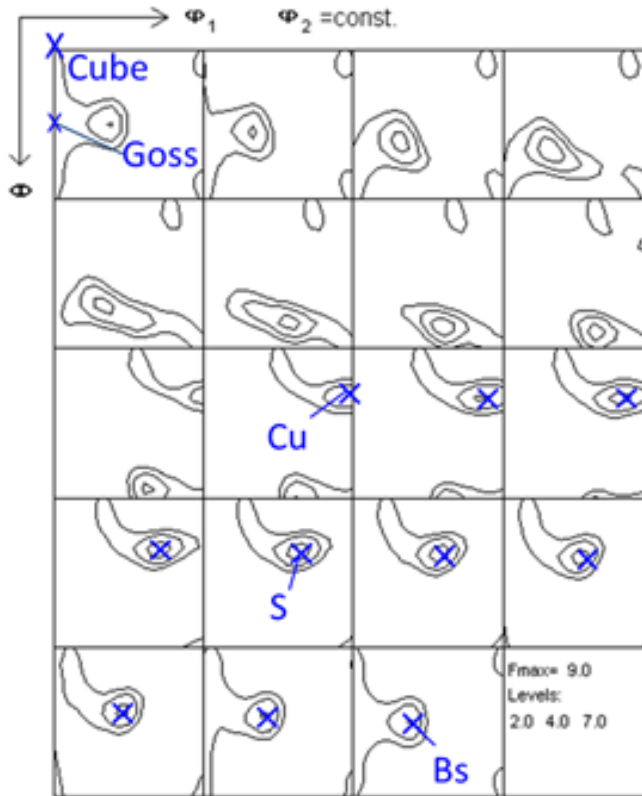 φ1 φ2 =const.
Cube
Goss
Φ
Cu
S
Fmax= 9.0
Levels:
2.0 4.0 7.0
Bs